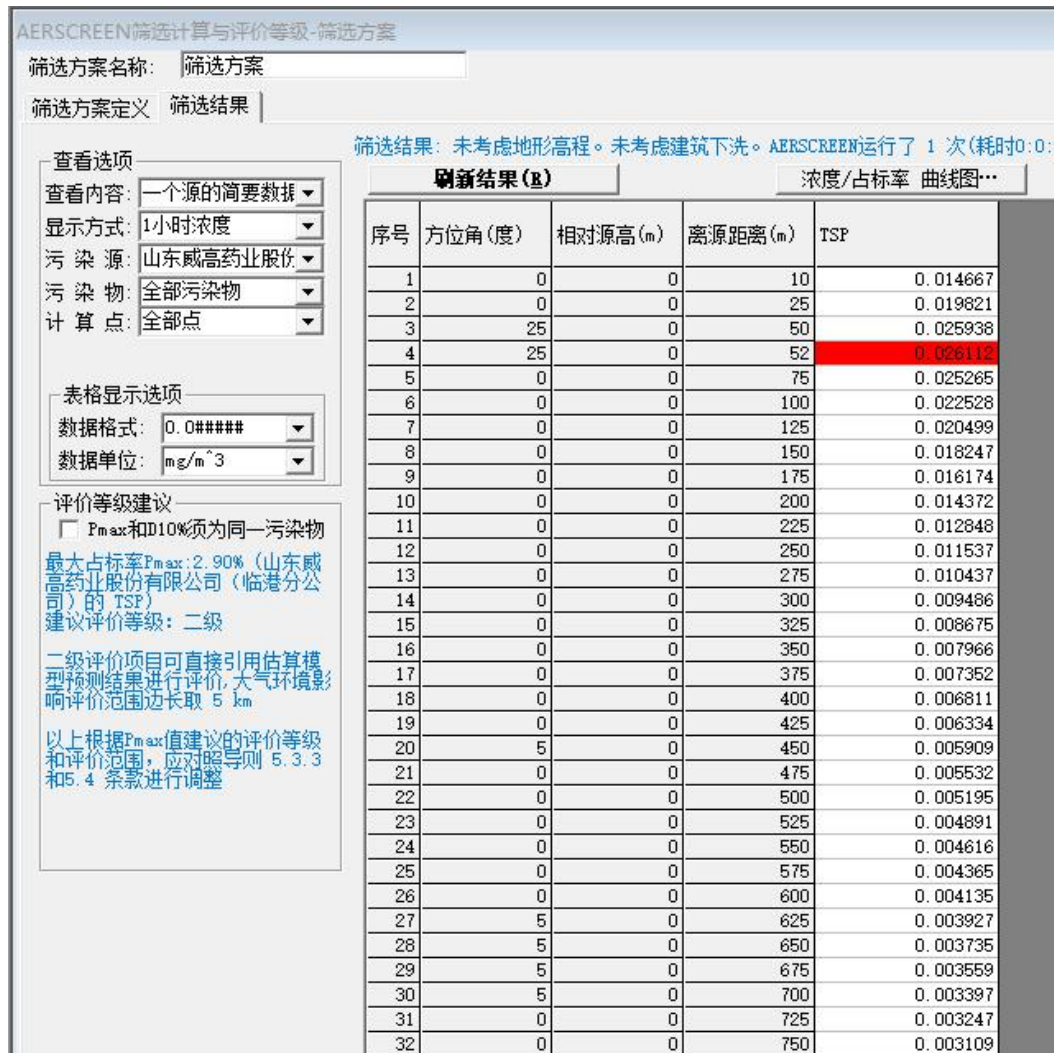 AERSCREEN筛选计算与评价等级-筛选方案
筛选方案名称: 筛选方案
筛选方案定义 筛选结果
筛选结果: 未考虑地形高程。未考虑建筑下洗。AERSCREEN运行了 1 次(耗时0:0:
查看选项
查看内容: 一个源的简要数据
显示方式: 1小时浓度
污 染 源: 山东威高药业股份
污 染 物: 全部污染物
计 算 点: 全部点
表格显示选项
数据格式: 0.0#####
数据单位: mg/m^3
评价等级建议
Pmax和D10%须为同一污染物
最大占标率Pmax:2.90% (山东威
高药业股份有限公司 (临港分公
司) 的 TSP)
建议评价等级: 二级
二级评价项目可直接引用估算模
型预测结果进行评价,大气环境影
响评价范围边长取 5 km
以上根据Pmax值建议的评价等级
和评价范围, 应对照导则 5.3.3
和5.4 条款进行调整
刷新结果(R) 浓度/占标率 曲线图…
序号 方位角(度) 相对源高(m) 离源距离(m) TSP
1 0 0 10 0.014667
2 0 0 25 0.019821
3 25 0 50 0.025938
4 25 0 52 0.026112
5 0 0 75 0.025265
6 0 0 100 0.022528
7 0 0 125 0.020499
8 0 0 150 0.018247
9 0 0 175 0.016174
10 0 0 200 0.014372
11 0 0 225 0.012848
12 0 0 250 0.011537
13 0 0 275 0.010437
14 0 0 300 0.009486
15 0 0 325 0.008675
16 0 0 350 0.007966
17 0 0 375 0.007352
18 0 0 400 0.006811
19 0 0 425 0.006334
20 5 0 450 0.005909
21 0 0 475 0.005532
22 0 0 500 0.005195
23 0 0 525 0.004891
24 0 0 550 0.004616
25 0 0 575 0.004365
26 0 0 600 0.004135
27 5 0 625 0.003927
28 5 0 650 0.003735
29 5 0 675 0.003559
30 5 0 700 0.003397
31 0 0 725 0.003247
32 0 0 750 0.003109